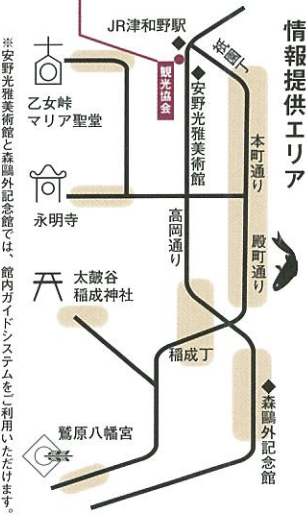 情報提供エリア
JR津和野駅
観光協会
祇園丁
安野光雅美術館
本町通り
乙女峠
マリア聖堂
殿町通り
高岡通り
永明寺
太皷谷
稲成神社
稲成丁
森鷗外記念館
鷲原八幡宮
※安野光雅美術館と森鷗外記念館では、館内ガイドシステムをご利用いただけます。